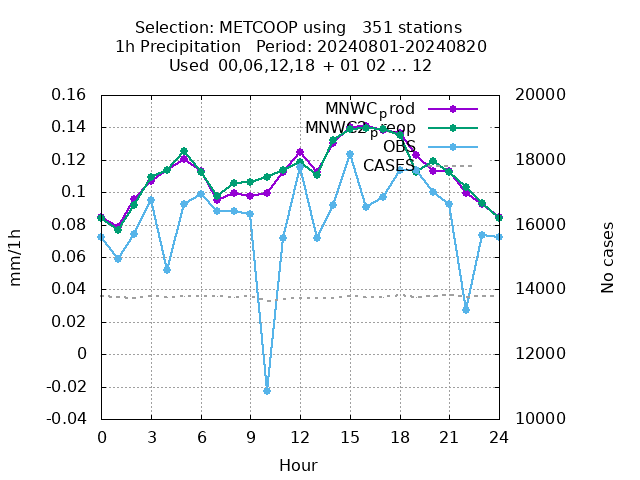 Selection: METCOOP using   351 stations
1h Precipitation   Period: 20240801-20240820
Used  00,06,12,18  + 01 02 ... 12
0.16
0.14
0.12
0.1
0.08
0.06
0.04
0.02
0
-0.02
-0.04
20000
18000
16000
14000
12000
10000
mm/1h
No cases
MNWCprod
MNWC2preop
OBS
CASES
0 3 6 9 12 15 18 21 24
Hour